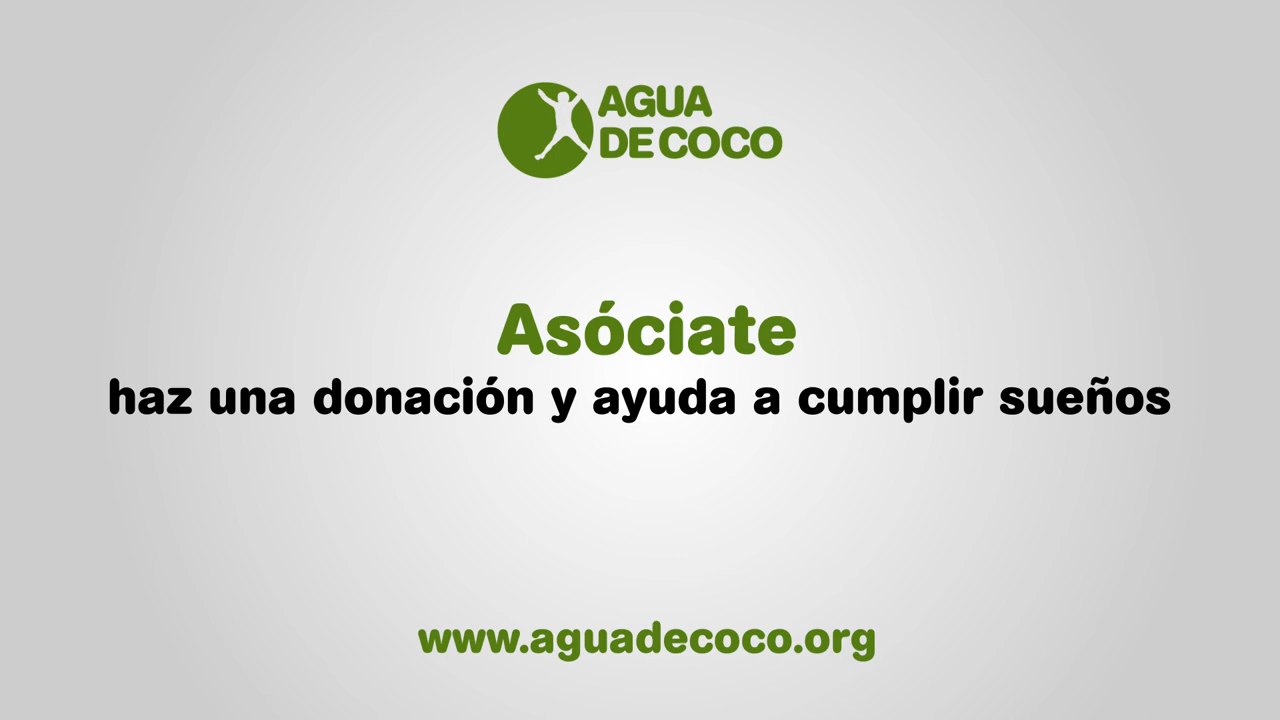 AGUA
DE COCO
Asóciate
haz una donación y ayuda a cumplir sueños
www.aguadecoco.org